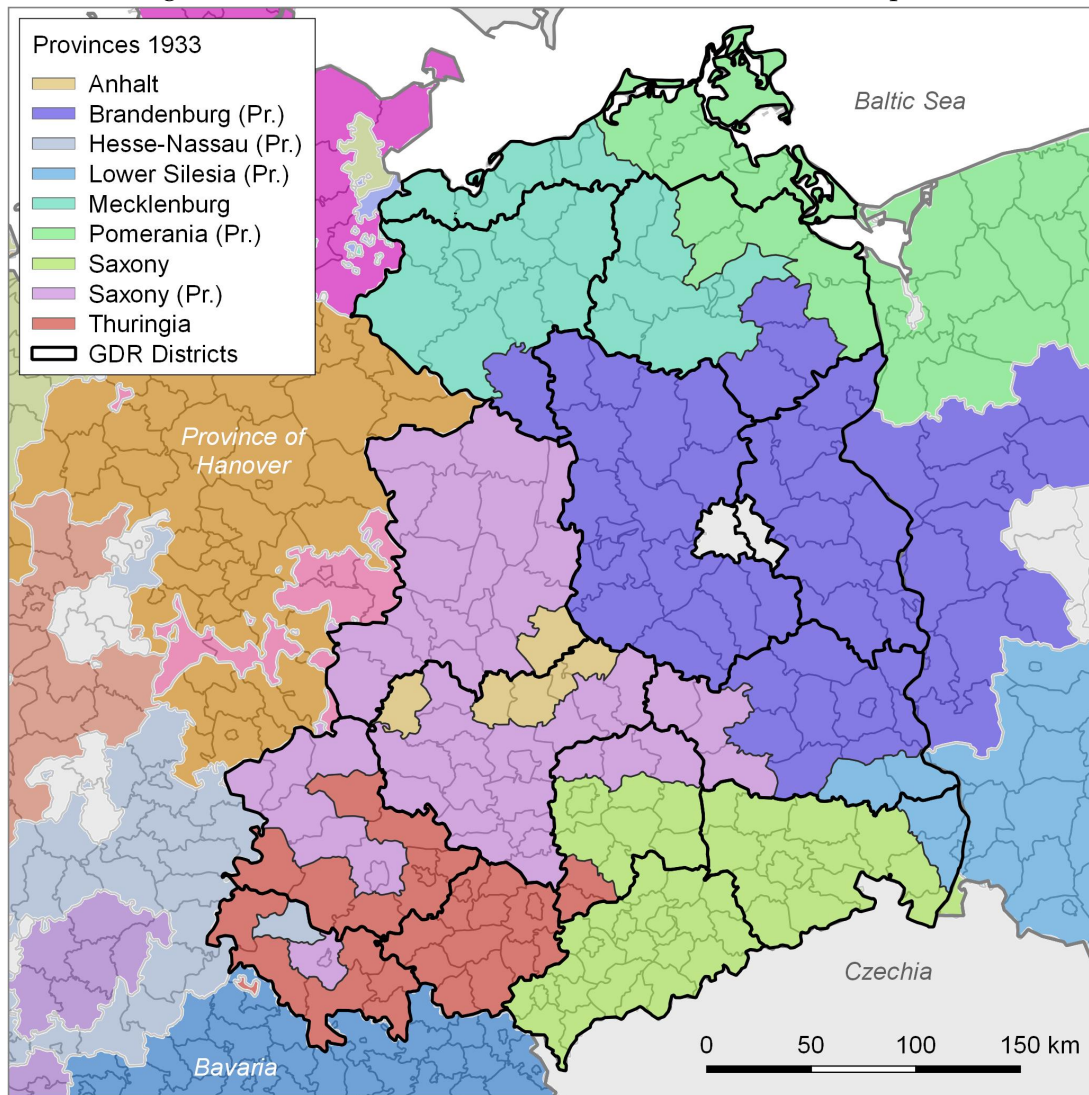 Provinces 1933
Anhalt
Brandenburg (Pr.)
Hesse-Nassau (Pr.)
Lower Silesia (Pr.)
Mecklenburg
Pomerania (Pr.)
Saxony
Saxony (Pr.)
Thuringia
GDR Districts
Baltic Sea
Province of
Hanover
Czechia
Bavaria
0 50 100 150 km